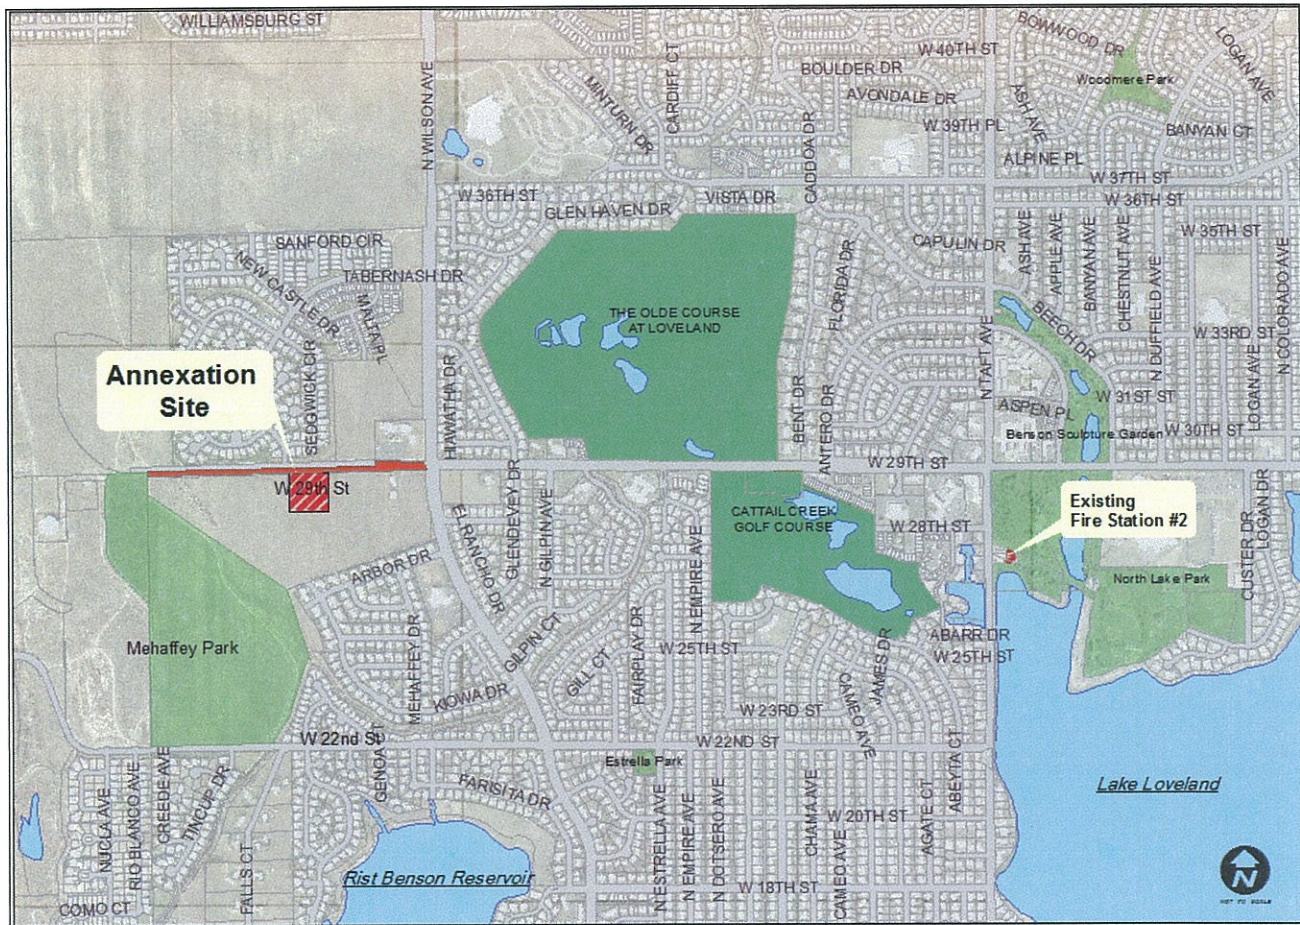 WILLIAMSBURG ST
N WILSON AVE
MINTURN DR
CARDIFF CT
W 40TH ST
BOULDER DR
AVONDALE DR
W 39TH PL
CADDOA DR
ASH AVE
BOWWOOD DR
LOGAN AVE
Woodmere Park
BANYAN CT
ALPINE PL
W 37TH ST
W 36TH ST
W 36TH ST
GLEN HAVEN DR
VISTA DR
SANFORD CIR
NEW CASTLE DR
TABERNASH DR
MALTA PL
SEDGWICK CIR
HAWATHA DR
THE OLDE COURSE
AT LOVELAND
FLORIDA DR
CAPULIN DR
ASH AVE
APPLE AVE
BANYAN AVE
CHESTNUT AVE
N DUFFIELD AVE
W 35TH ST
N COLORADO AVE
BEECH DR
W 33RD ST
N TAFT AVE
LOGAN AVE
BENT DR
ANTERO DR
ASPEN PL
W 31ST ST
Benson Sculpture Garden
W 30TH ST
Annexation
Site
W 29th St
W 29TH ST
EL RANCHO DR
GLENDEVEY DR
N GILPIN AVE
N EMPIRE AVE
CATTAIL CREEK
GOLF COURSE
W 28TH ST
Existing
Fire Station #2
CUSTER DR
LOGAN DR
North Lake Park
ARBOR DR
Mehaffey Park
MEHAFFEY DR
GILPIN CT
GILL CT
FAIRPLAY DR
W 25TH ST
JAMES DR
ABARR DR
W 25TH ST
KIOWA DR
CAMEO AVE
W 23RD ST
W 22nd St
W 22ND ST
Estrella Park
GENOA CT
ABEYTA CT
CREEDE AVE
TINCUP DR
NUCLA AVE
RIO BLANCO AVE
FARISITA DR
FALLS CT
Rist Benson Reservoir
N ESTRELLA AVE
N EMPIRE AVE
N DOTSERO AVE
CHAMA AVE
W 20TH ST
AGATE CT
CAMEO AVE
W 18TH ST
Lake Loveland
COMO CT
N
NOT TO SCALE